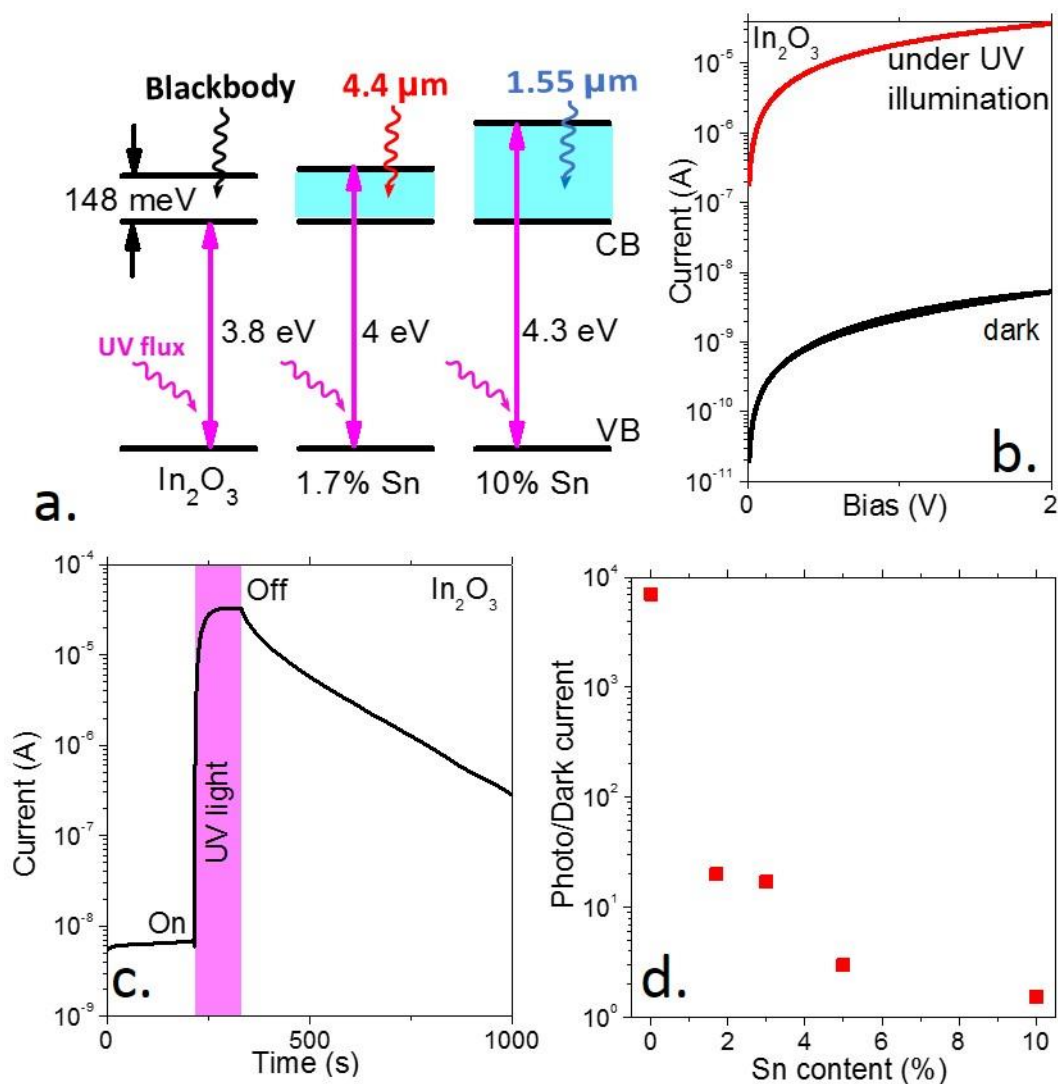 Blackbody
4.4 µm
1.55 µm
148 meV
CB
3.8 eV
4 eV
4.3 eV
UV flux
VB
In₂O₃
1.7% Sn
10% Sn
a.
In₂O₃
under UV
illumination
dark
10⁻⁵
10⁻⁶
10⁻⁷
10⁻⁸
10⁻⁹
10⁻¹⁰
10⁻¹¹
Current (A)
0
2
Bias (V)
b.
10⁻⁴
10⁻⁵
10⁻⁶
10⁻⁷
10⁻⁸
10⁻⁹
Current (A)
On
UV light
Off
In₂O₃
0
500
1000
Time (s)
c.
10⁴
10³
10²
10¹
10⁰
Photo/Dark current
0
2
4
6
8
10
Sn content (%)
d.